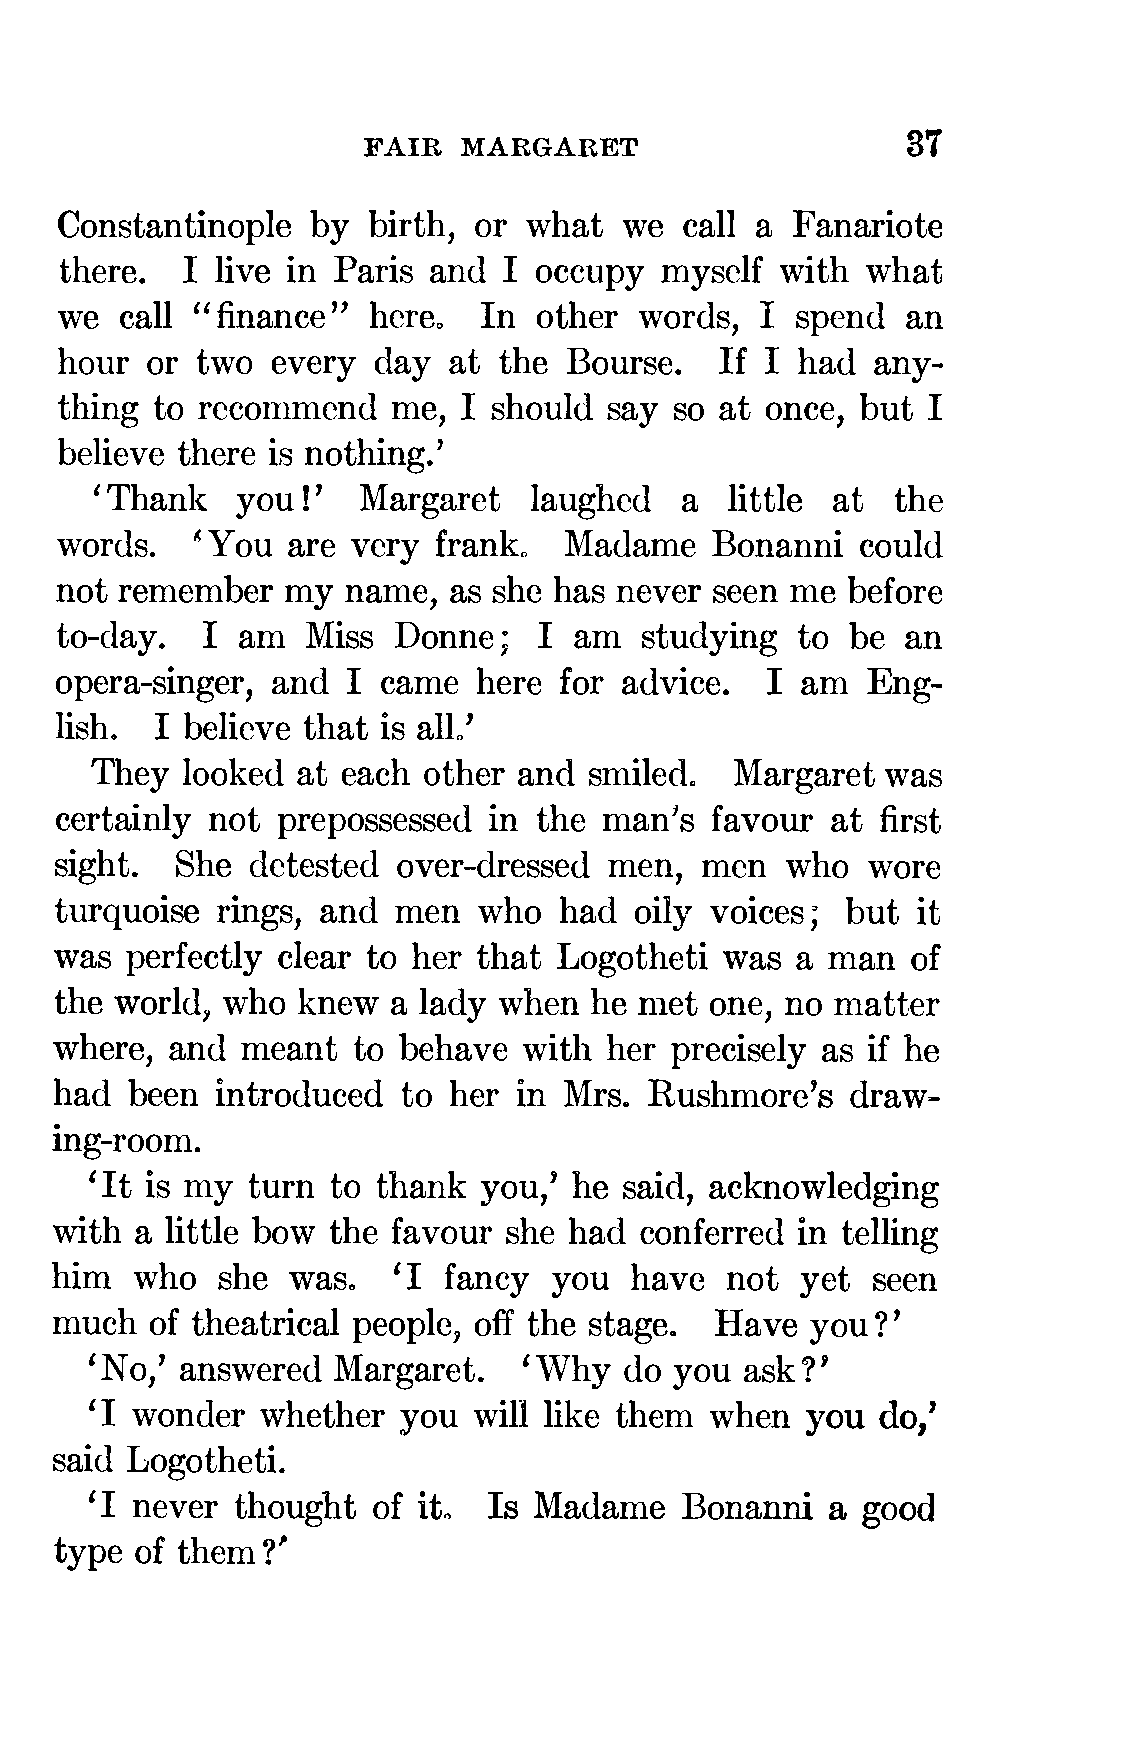 FAIR MARGARET 37
Constantinople by birth, or what we call a Fanariote
there. I live in Paris and I occupy myself with what
we call "finance" here. In other words, I spend an
hour or two every day at the Bourse. If I had any-
thing to recommend me, I should say so at once, but I
believe there is nothing.'
'Thank you!' Margaret laughed a little at the
words. 'You are very frank. Madame Bonanni could
not remember my name, as she has never seen me before
to-day. I am Miss Donne; I am studying to be an
opera-singer, and I came here for advice. I am Eng-
lish. I believe that is all.'
They looked at each other and smiled. Margaret was
certainly not prepossessed in the man's favour at first
sight. She detested over-dressed men, men who wore
turquoise rings, and men who had oily voices; but it
was perfectly clear to her that Logotheti was a man of
the world, who knew a lady when he met one, no matter
where, and meant to behave with her precisely as if he
had been introduced to her in Mrs. Rushmore's draw-
ing-room.
'It is my turn to thank you,' he said, acknowledging
with a little bow the favour she had conferred in telling
him who she was. 'I fancy you have not yet seen
much of theatrical people, off the stage. Have you?'
'No,' answered Margaret. 'Why do you ask?'
'I wonder whether you will like them when you do,'
said Logotheti.
'I never thought of it. Is Madame Bonanni a good
type of them?'